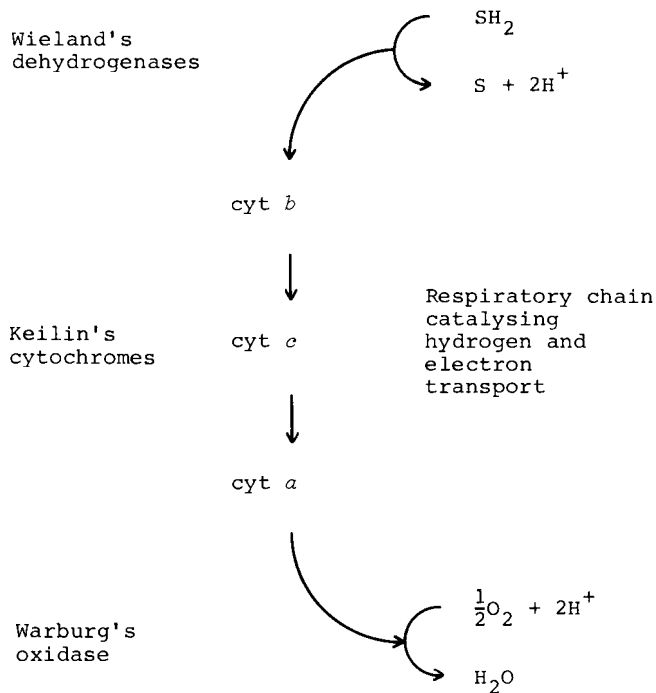 Wieland's
dehydrogenases
SH₂
S + 2H⁺
cyt b
Keilin's
cytochromes
cyt c
Respiratory chain
catalysing
hydrogen and
electron
transport
cyt a
Warburg's
oxidase
½O₂ + 2H⁺
H₂O